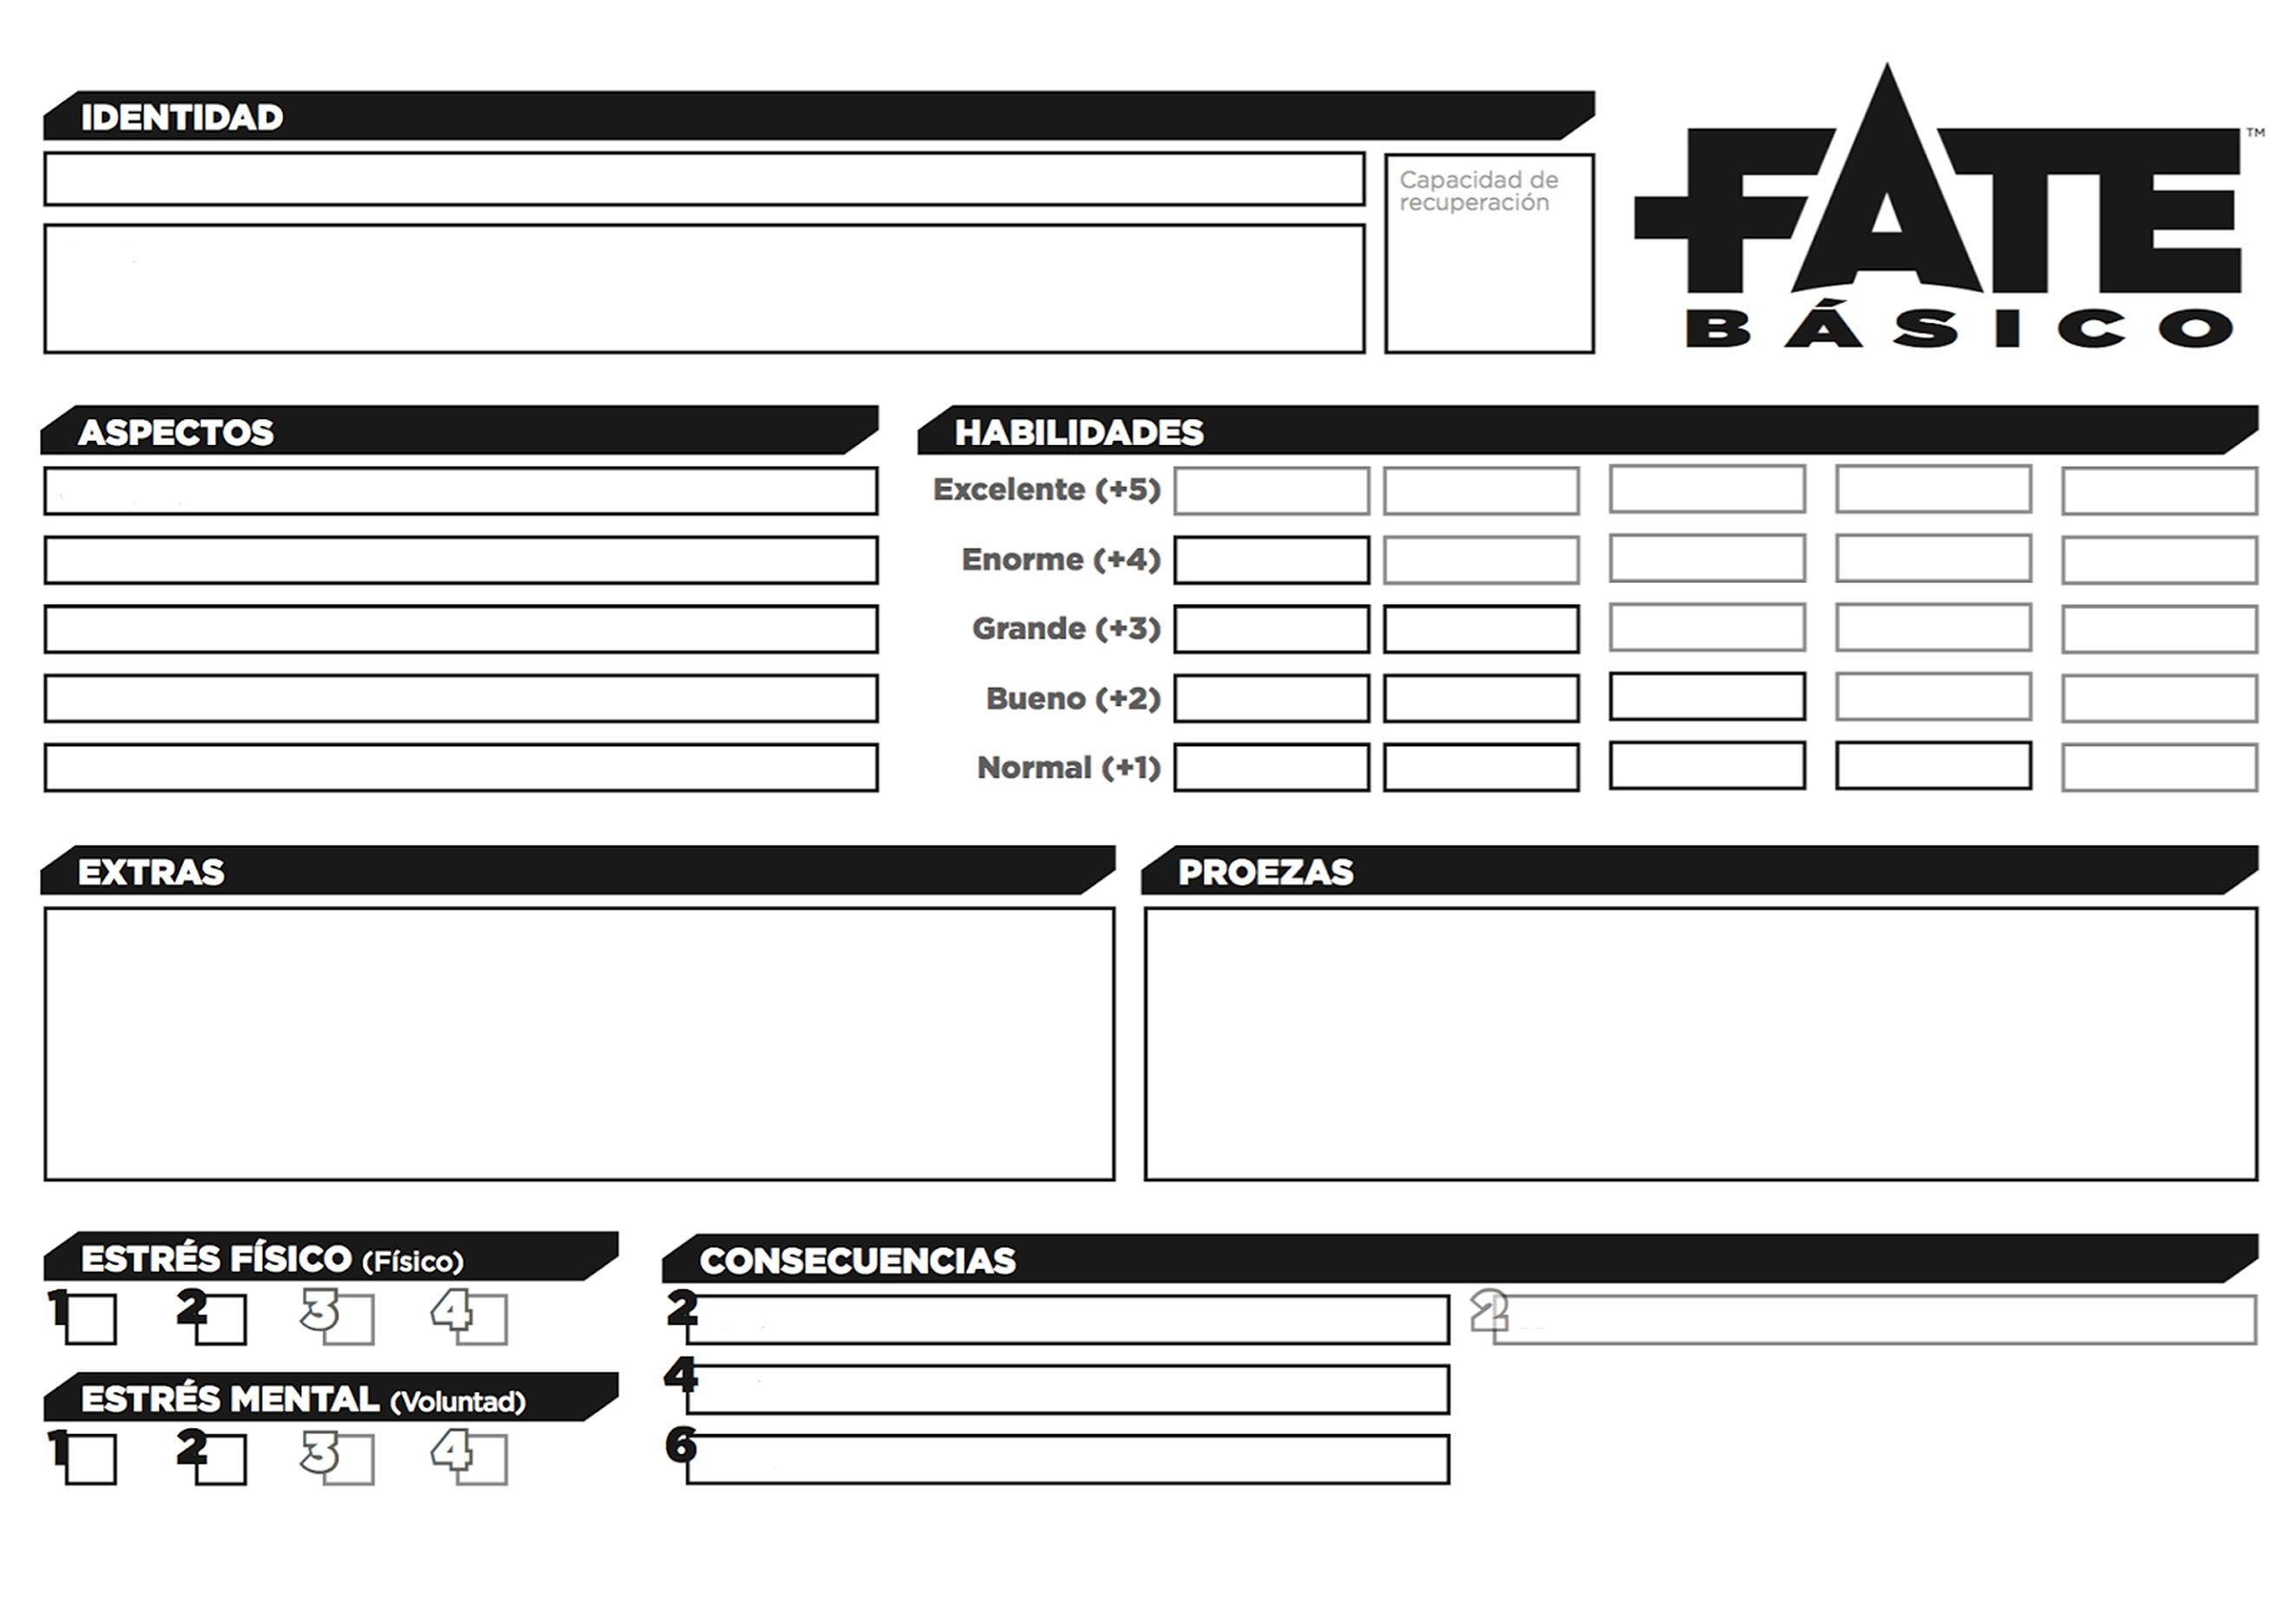 IDENTIDAD
Capacidad de
recuperación
FATE™
BÁSICO
ASPECTOS
HABILIDADES
Excelente (+5)
Enorme (+4)
Grande (+3)
Bueno (+2)
Normal (+1)
EXTRAS
PROEZAS
ESTRÉS FÍSICO (Físico)
1 2 3 4
ESTRÉS MENTAL (Voluntad)
1 2 3 4
CONSECUENCIAS
2 2
4
6